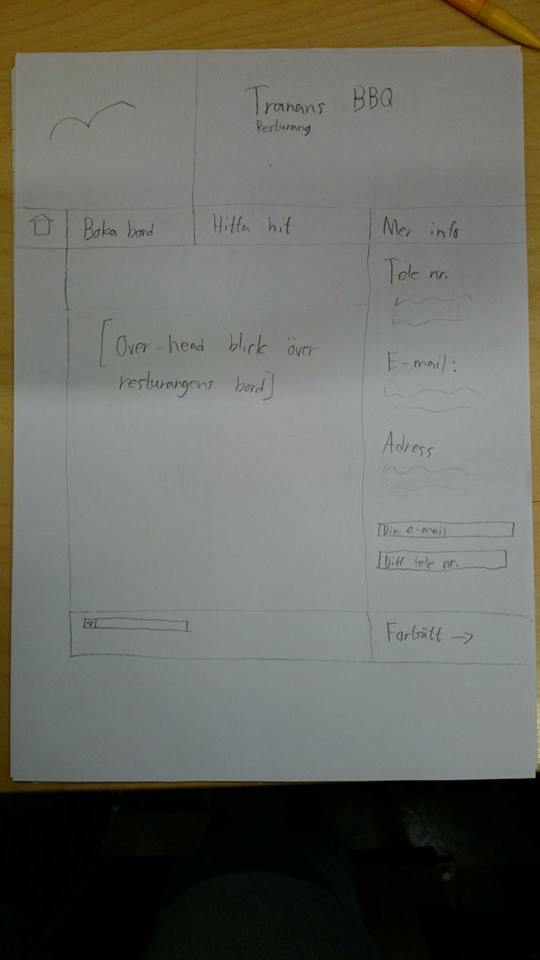 Tranans BBQ
Resturang
Boka bord
Hitta hit
Mer info
Tele nr.
[Over-head blick över
resturangens bord]
E-mail:
Adress
Din e-mail
Ditt tele nr.
Fortsätt →